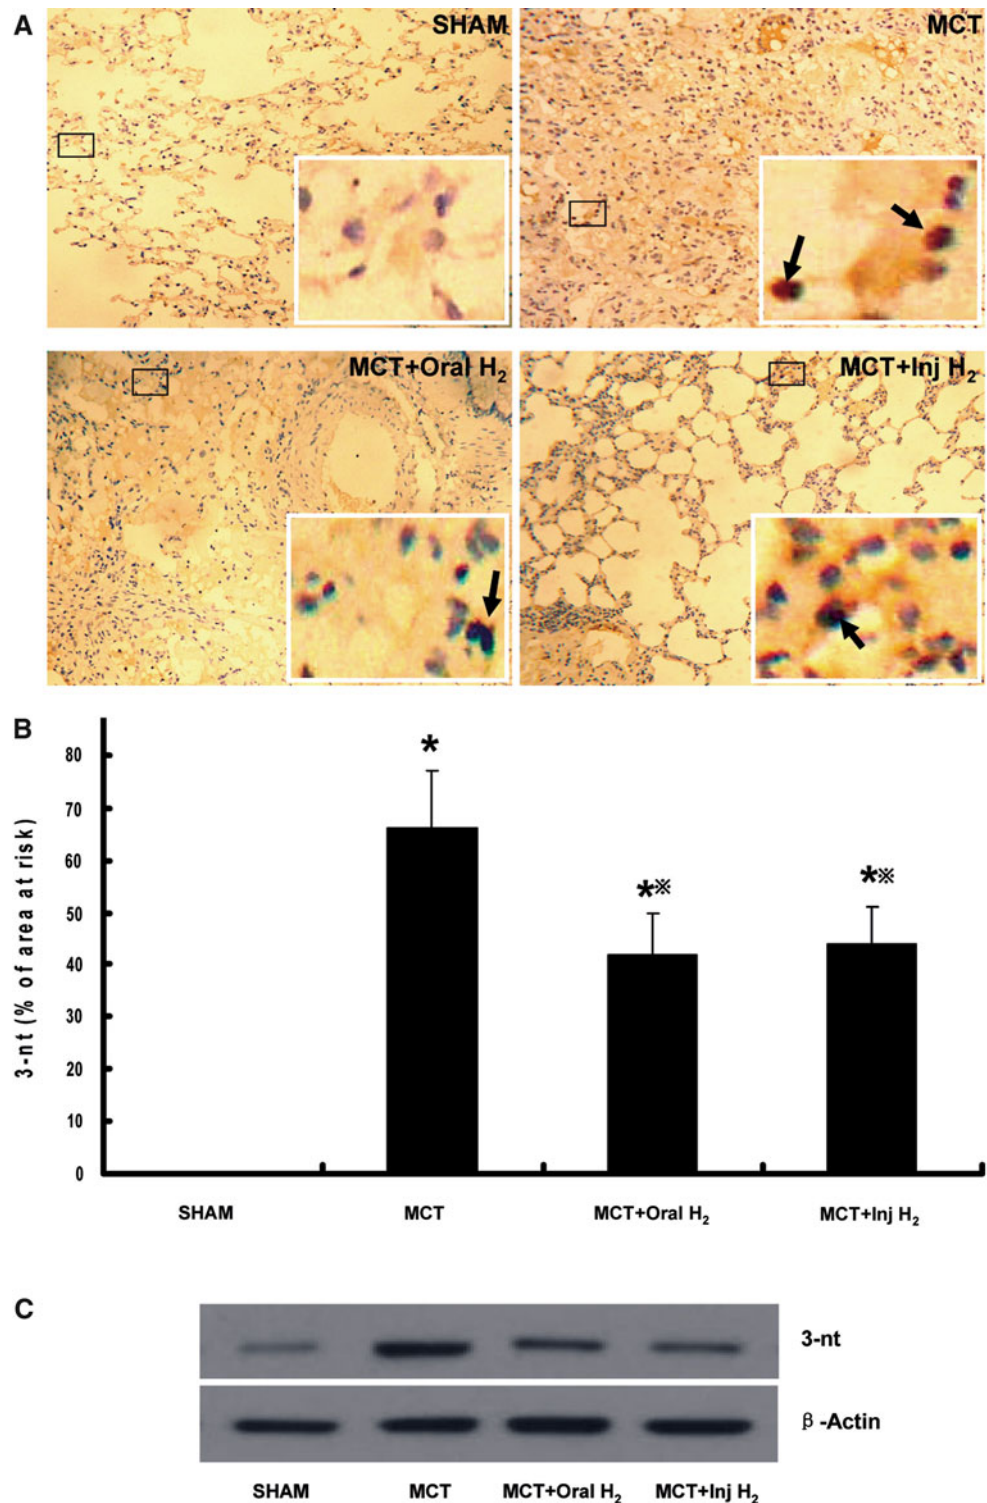 A
SHAM
MCT
MCT+Oral H₂
MCT+Inj H₂
B
3-nt (% of area at risk)
80
70
60
50
40
30
20
10
0
*
*※
*※
SHAM
MCT
MCT+Oral H₂
MCT+Inj H₂
C
3-nt
β-Actin
SHAM
MCT
MCT+Oral H₂
MCT+Inj H₂